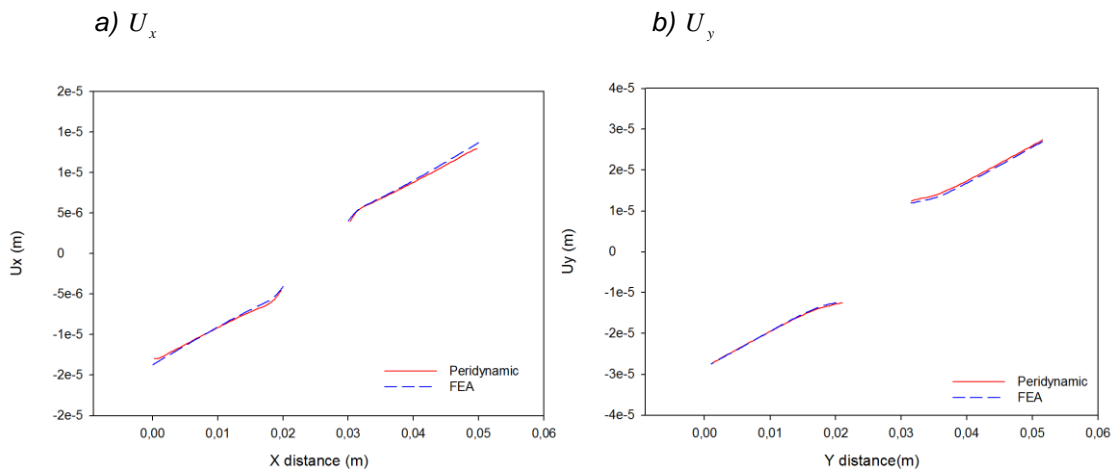 a) Ux
b) Uy
2e-5
2e-5
1e-5
5e-6
0
-5e-6
-1e-5
-2e-5
-2e-5
Ux (m)
0,00 0,01 0,02 0,03 0,04 0,05 0,06
X distance (m)
Peridynamic
FEA
4e-5
3e-5
2e-5
1e-5
0
-1e-5
-2e-5
-3e-5
-4e-5
Uy (m)
0,00 0,01 0,02 0,03 0,04 0,05 0,06
Y distance(m)
Peridynamic
FEA